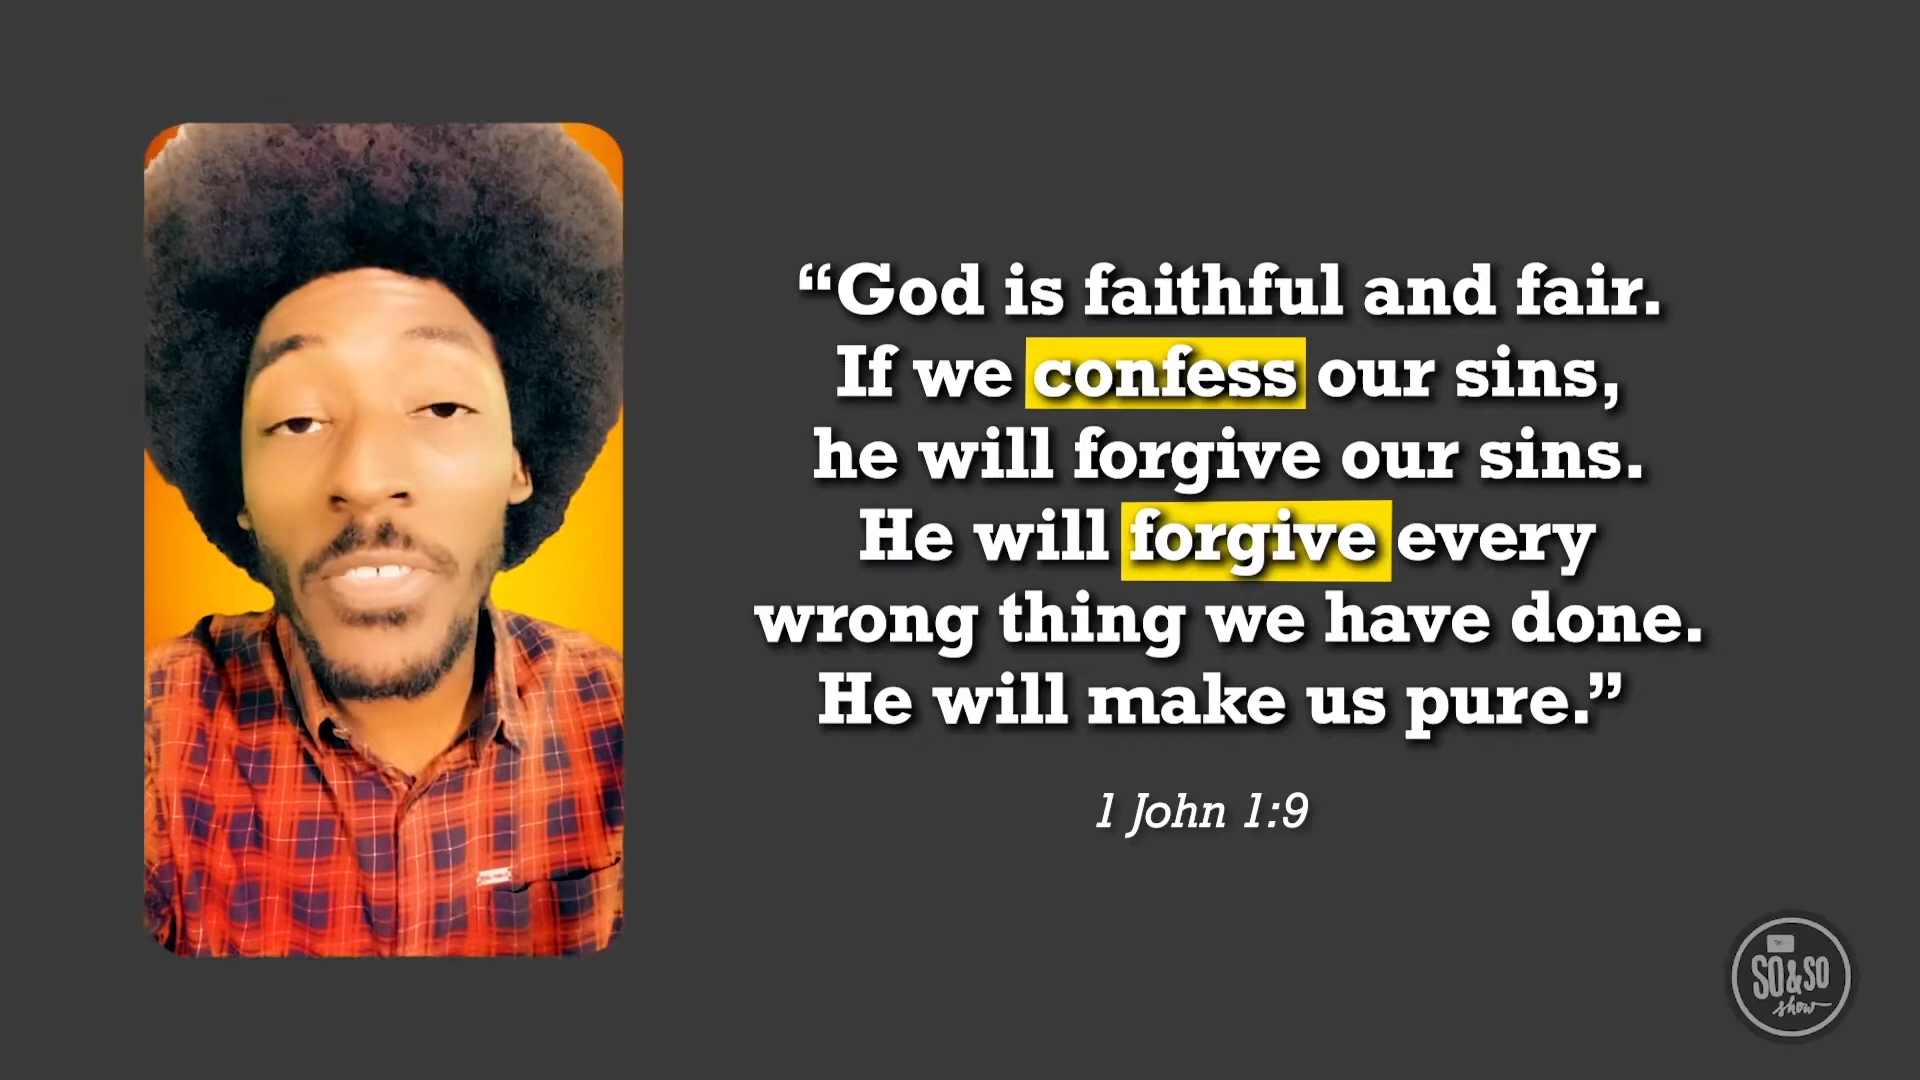 “God is faithful and fair.
If we confess our sins,
he will forgive our sins.
He will forgive every
wrong thing we have done.
He will make us pure.”
1 John 1:9
SO & SO
show